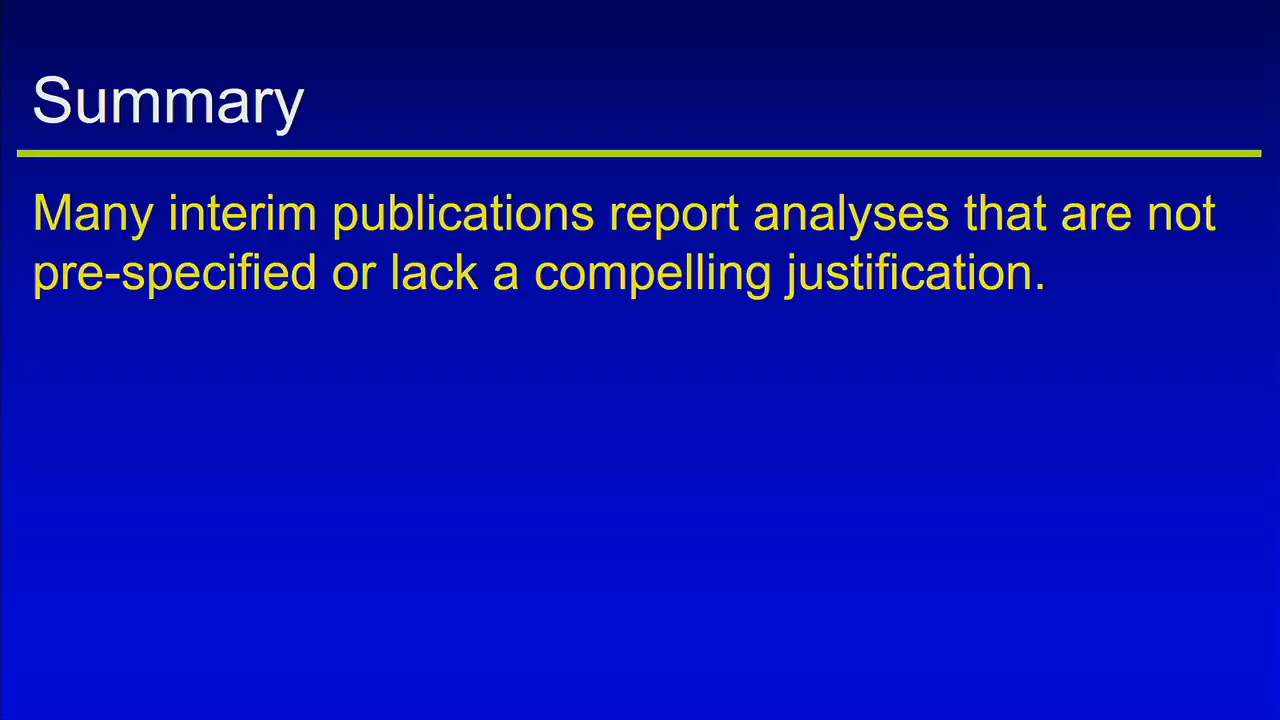 Summary
Many interim publications report analyses that are not
pre-specified or lack a compelling justification.